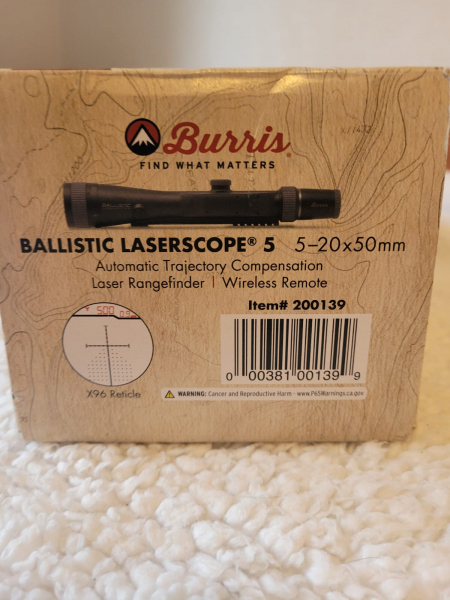 Burris®
FIND WHAT MATTERS
BALLISTIC LASERSCOPE® 5 5–20x50mm
Automatic Trajectory Compensation
Laser Rangefinder | Wireless Remote
Item# 200139
500
X96 Reticle
0 00381 00139 9
WARNING: Cancer and Reproductive Harm - www.P65Warnings.ca.gov